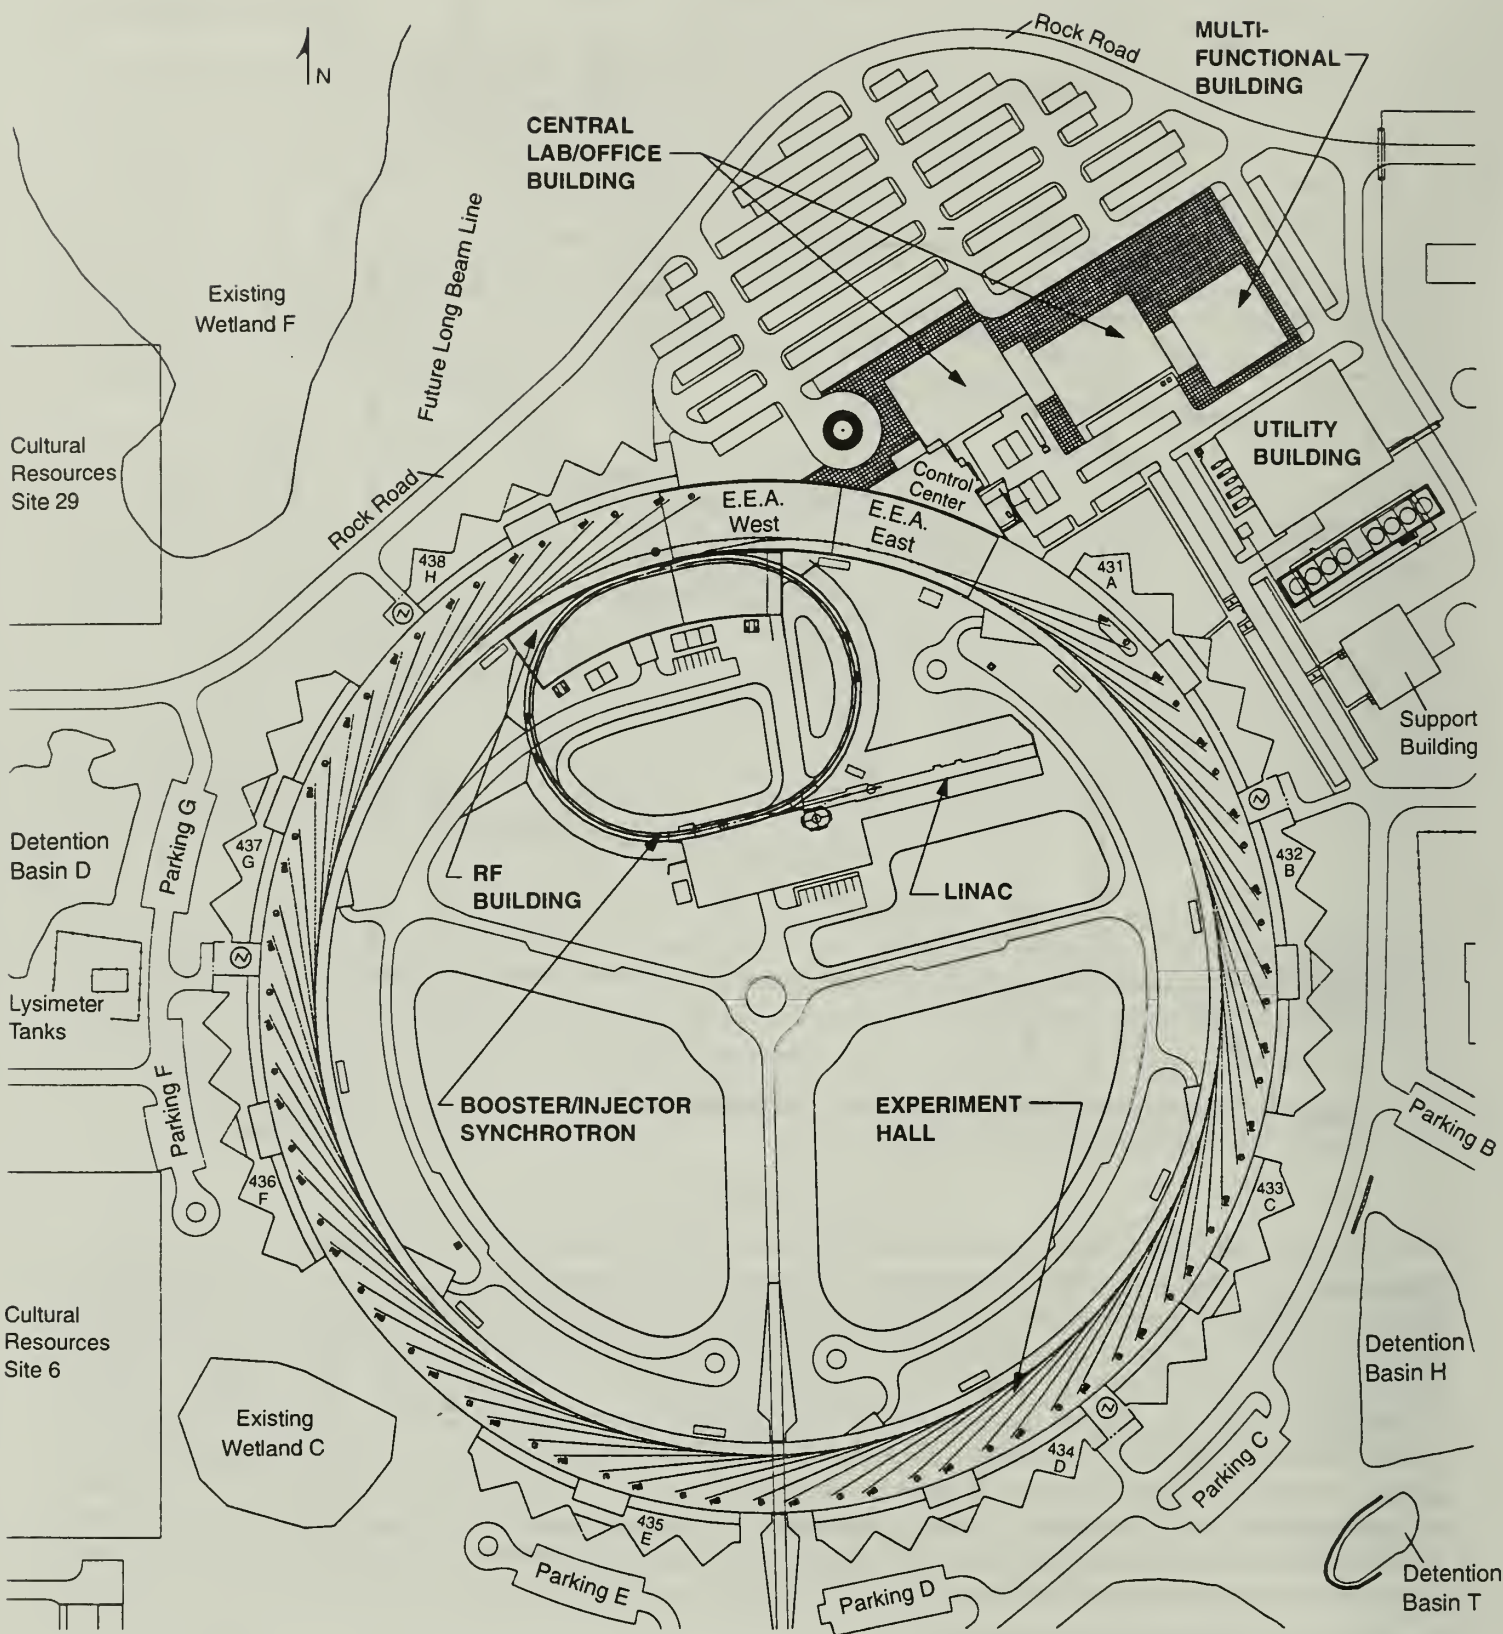 Rock Road
MULTI-
FUNCTIONAL
BUILDING
N
CENTRAL
LAB/OFFICE
BUILDING
Future Long Beam Line
Existing
Wetland F
Cultural
Resources
Site 29
Rock Road
UTILITY
BUILDING
Control
Center
E.E.A.
West
E.E.A.
East
438
H
431
A
Support
Building
Parking G
Detention
Basin D
437
G
432
B
RF
BUILDING
LINAC
Lysimeter
Tanks
Parking F
BOOSTER/INJECTOR
SYNCHROTRON
EXPERIMENT
HALL
Parking B
436
F
433
C
Cultural
Resources
Site 6
Detention
Basin H
Existing
Wetland C
434
D
Parking C
435
E
Parking E
Parking D
Detention
Basin T